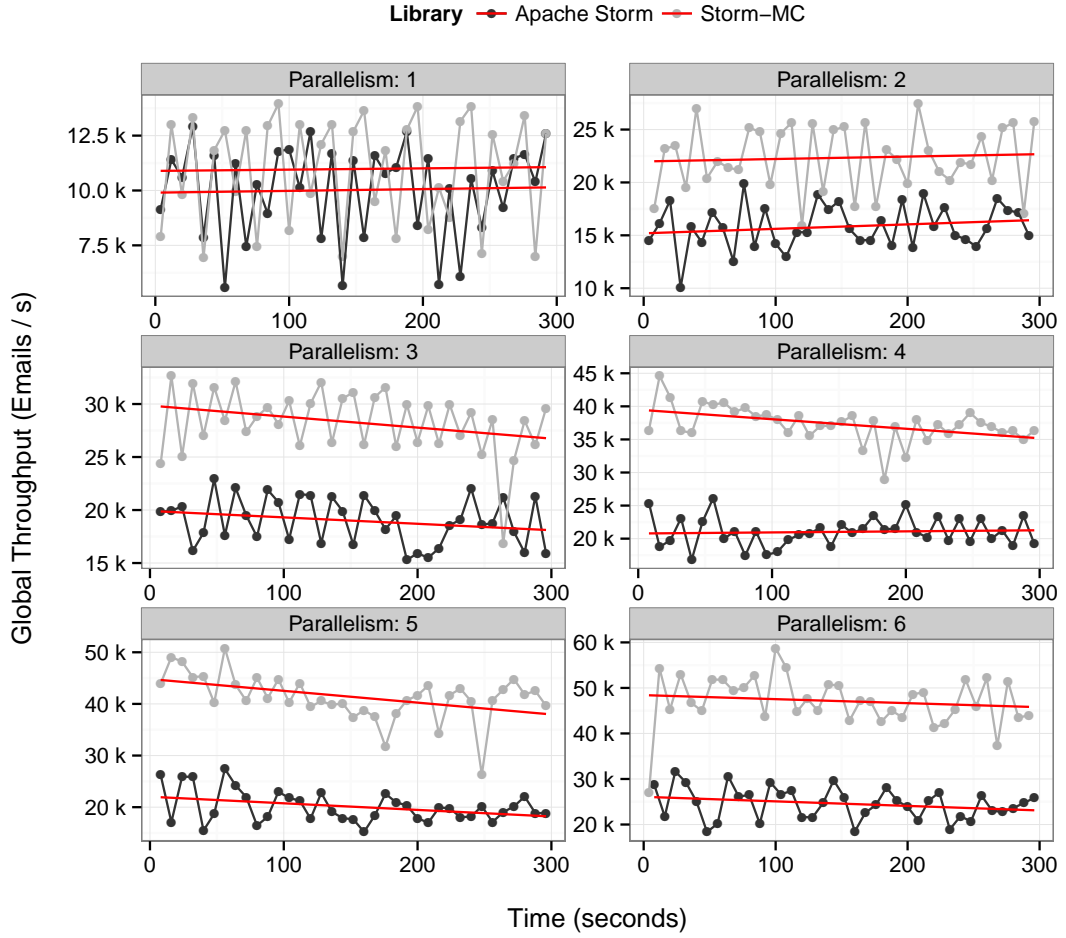 Library Apache Storm Storm−MC
Global Throughput (Emails / s)
Parallelism: 1
12.5 k
10.0 k
7.5 k
0 100 200 300
Parallelism: 2
25 k
20 k
15 k
10 k
0 100 200 300
Parallelism: 3
30 k
25 k
20 k
15 k
0 100 200 300
Parallelism: 4
45 k
40 k
35 k
30 k
25 k
20 k
0 100 200 300
Parallelism: 5
50 k
40 k
30 k
20 k
0 100 200 300
Parallelism: 6
60 k
50 k
40 k
30 k
20 k
0 100 200 300
Time (seconds)